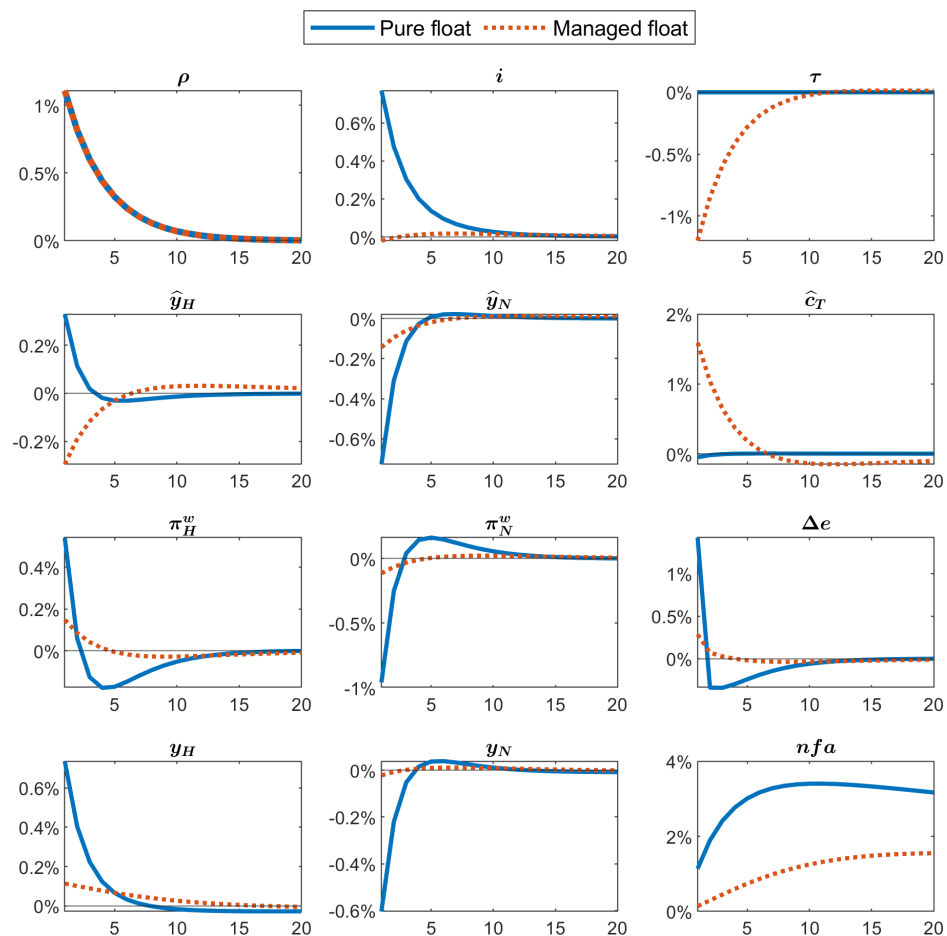 Pure float Managed float
ρ i τ
1% 0.6% 0%
0.5% 0.4% -0.5%
0.2% -1%
0% 0%
5 10 15 20 5 10 15 20 5 10 15 20
ŷ_H ŷ_N ĉ_T
0.2% 0% 2%
0% -0.2% 1%
-0.2% -0.4% 0%
-0.6%
5 10 15 20 5 10 15 20 5 10 15 20
π^w_H π^w_N Δe
0.4% 0% 1%
0.2% -0.5% 0.5%
0% -1% 0%
5 10 15 20 5 10 15 20 5 10 15 20
y_H y_N nfa
0.6% 0% 4%
0.4% -0.2% 2%
0.2% -0.4% 0%
0% -0.6%
5 10 15 20 5 10 15 20 5 10 15 20